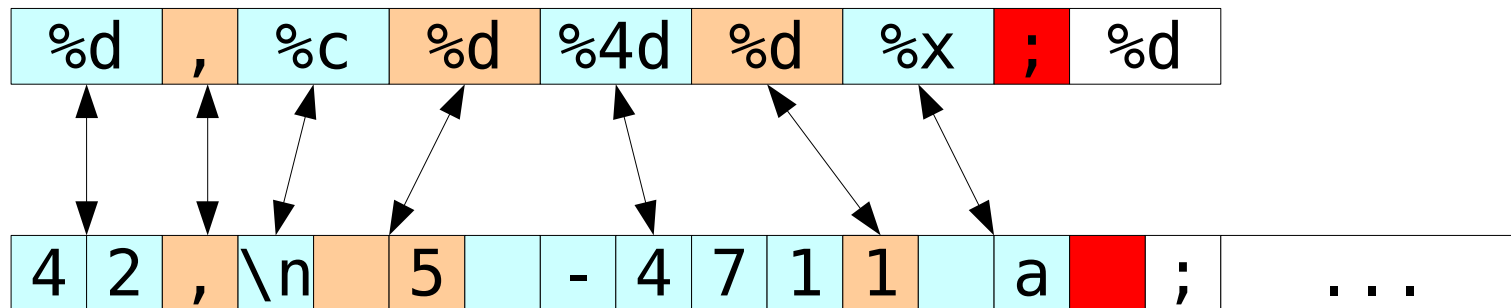 %d , %c %d %4d %d %x ; %d
4 2 , \n 5 - 4 7 1 1 a ; ...